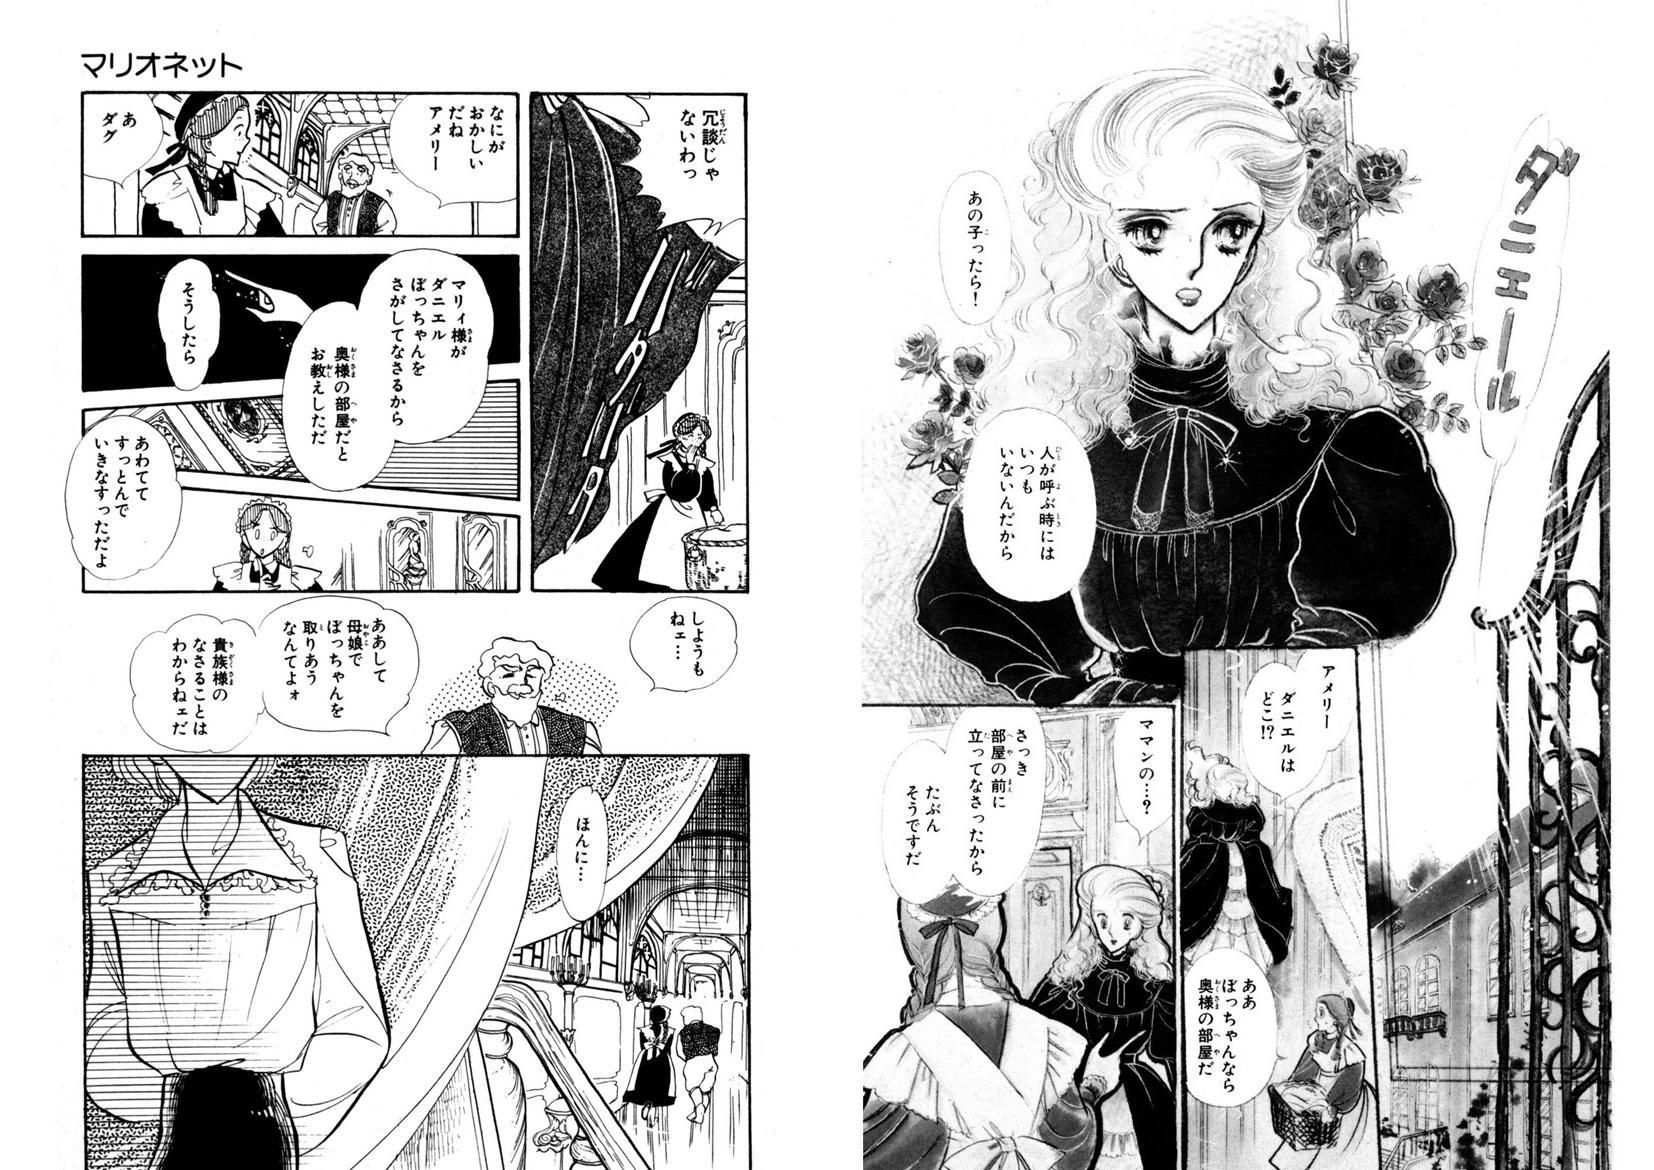 ダニエール
あの子ったら!
人が呼ぶ時には
いつも
いないんだから
アメリー
ダニエルは
どこ!?
ああ
ぼっちゃんなら
奥様の部屋だ
ママンの…?
さっき
部屋の前に
立ってなさったから
たぶん
そうですだ
マリオネット
冗談じゃ
ないわっ
なにが
おかしい
だね
アメリー
あ
ダグ
マリィ様が
ダニエル
ぼっちゃんを
さがしてなさるから
奥様の部屋だと
お教えしただ
そうしたら
あわてて
すっとんで
いきなすっただよ
しようも
ねェ…
ああして
母娘で
ぼっちゃんを
取りあう
なんてよォ
貴族様の
なさることは
わからねェだ
ほんに…